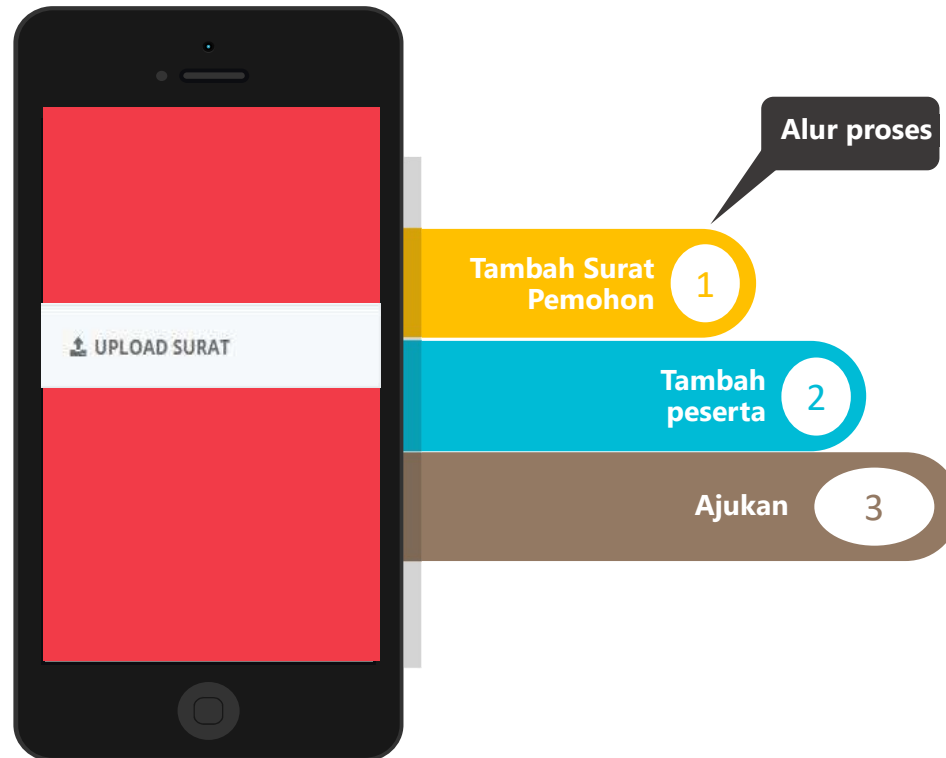 Alur proses
UPLOAD SURAT
Tambah Surat
Pemohon
1
Tambah
peserta
2
Ajukan
3